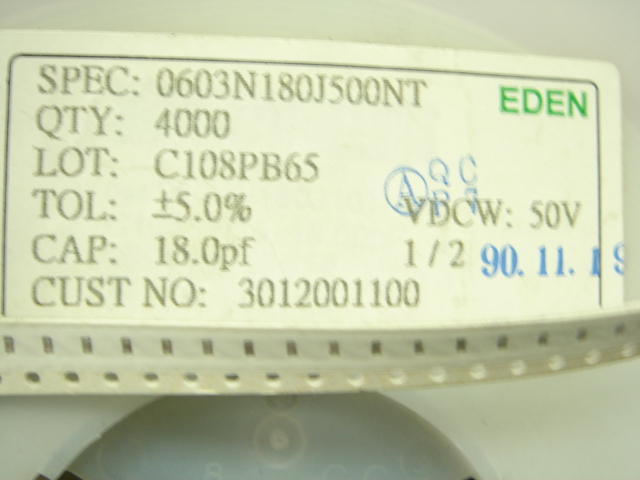 SPEC: 0603N180J500NT
EDEN
QTY: 4000
LOT: C108PB65
TOL: ±5.0%
VDCW: 50V
CAP: 18.0pf
1 / 2
90. 11. 19
CUST NO: 3012001100
A
QC